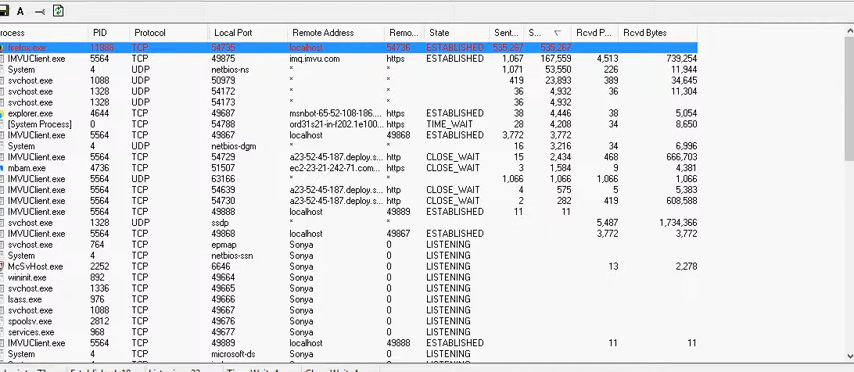 A
rocess PID Protocol Local Port Remote Address Remo... State Sent... S... Rcvd P... Rcvd Bytes
firefox.exe 11888 TCP 54735 localhost 54736 ESTABLISHED 535,267 535,267
IMVUClient.exe 5564 TCP 49875 imq.imvu.com https ESTABLISHED 1,067 167,559 4,513 739,254
System 4 UDP netbios-ns * * 1,071 53,550 226 11,944
svchost.exe 1088 UDP 50979 * * 419 23,893 386 34,645
svchost.exe 1328 UDP 54172 * * 36 4,932 36 11,304
svchost.exe 1328 UDP 54173 * * 36 4,932
explorer.exe 4644 TCP 49687 msnbot-65-52-108-186.... https ESTABLISHED 38 4,446 38 5,054
[System Process] 0 TCP 54788 ord31s21-in-f202.1e100... https TIME_WAIT 28 4,208 34 8,650
IMVUClient.exe 5564 TCP 49867 localhost 49868 ESTABLISHED 3,772 3,772
System 4 UDP netbios-dgm * * 16 3,216 34 6,996
IMVUClient.exe 5564 TCP 54729 a23-52-45-187.deploy.s... http CLOSE_WAIT 15 2,434 468 666,703
mbam.exe 4736 TCP 51507 ec2-23-21-242-71.com... https CLOSE_WAIT 3 1,584 9 4,381
IMVUClient.exe 5564 UDP 63166 * * 1,066 1,066 1,066 1,066
IMVUClient.exe 5564 TCP 54639 a23-52-45-187.deploy.s... http CLOSE_WAIT 4 575 5 5,383
IMVUClient.exe 5564 TCP 54730 a23-52-45-187.deploy.s... http CLOSE_WAIT 2 282 419 608,588
IMVUClient.exe 5564 TCP 49888 localhost 49889 ESTABLISHED 11 11
svchost.exe 1328 UDP ssdp * * 5,487 1,734,366
IMVUClient.exe 5564 TCP 49868 localhost 49867 ESTABLISHED 3,772 3,772
svchost.exe 764 TCP epmap Sonya 0 LISTENING
System 4 TCP netbios-ssn Sonya 0 LISTENING
McSvHost.exe 2252 TCP 6646 Sonya 0 LISTENING 13 2,278
wininit.exe 892 TCP 49664 Sonya 0 LISTENING
svchost.exe 1336 TCP 49665 Sonya 0 LISTENING
lsass.exe 976 TCP 49666 Sonya 0 LISTENING
svchost.exe 1088 TCP 49667 Sonya 0 LISTENING
spoolsv.exe 2812 TCP 49676 Sonya 0 LISTENING
services.exe 968 TCP 49677 Sonya 0 LISTENING
IMVUClient.exe 5564 TCP 49889 localhost 49888 ESTABLISHED 11 11
System 4 TCP microsoft-ds Sonya 0 LISTENING